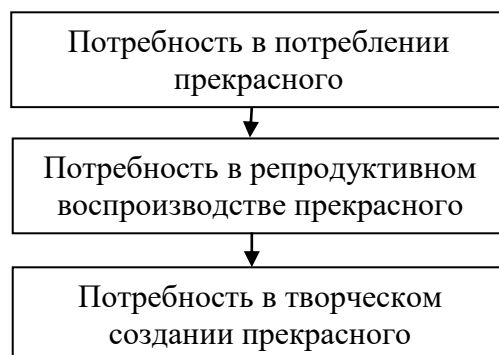 Потребность в потреблении
прекрасного
Потребность в репродуктивном
воспроизводстве прекрасного
Потребность в творческом
создании прекрасного